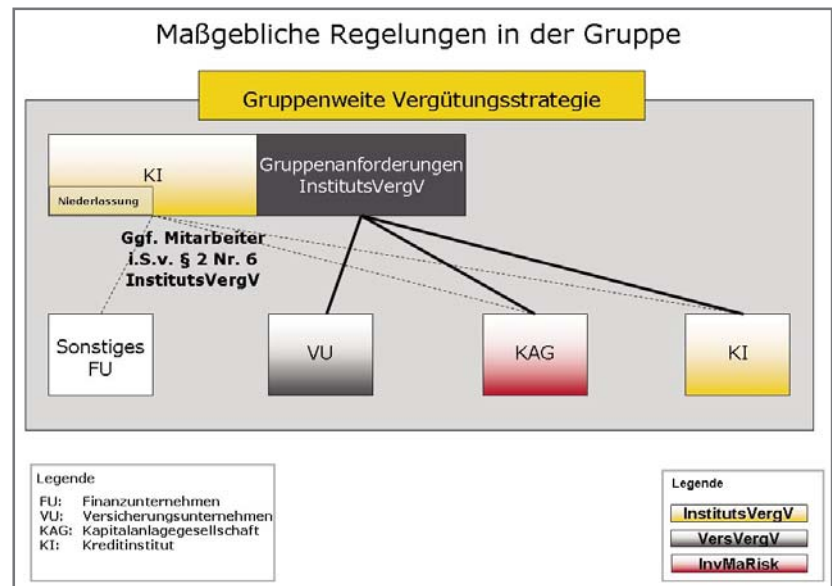 Maßgebliche Regelungen in der Gruppe
Gruppenweite Vergütungsstrategie
KI
Niederlassung
Gruppenanforderungen
InstitutsVergV
Ggf. Mitarbeiter
i.S.v. § 2 Nr. 6
InstitutsVergV
Sonstiges
FU
VU
KAG
KI
Legende
FU: Finanzunternehmen
VU: Versicherungsunternehmen
KAG: Kapitalanlagegesellschaft
KI: Kreditinstitut
Legende
InstitutsVergV
VersVergV
InvMaRisk